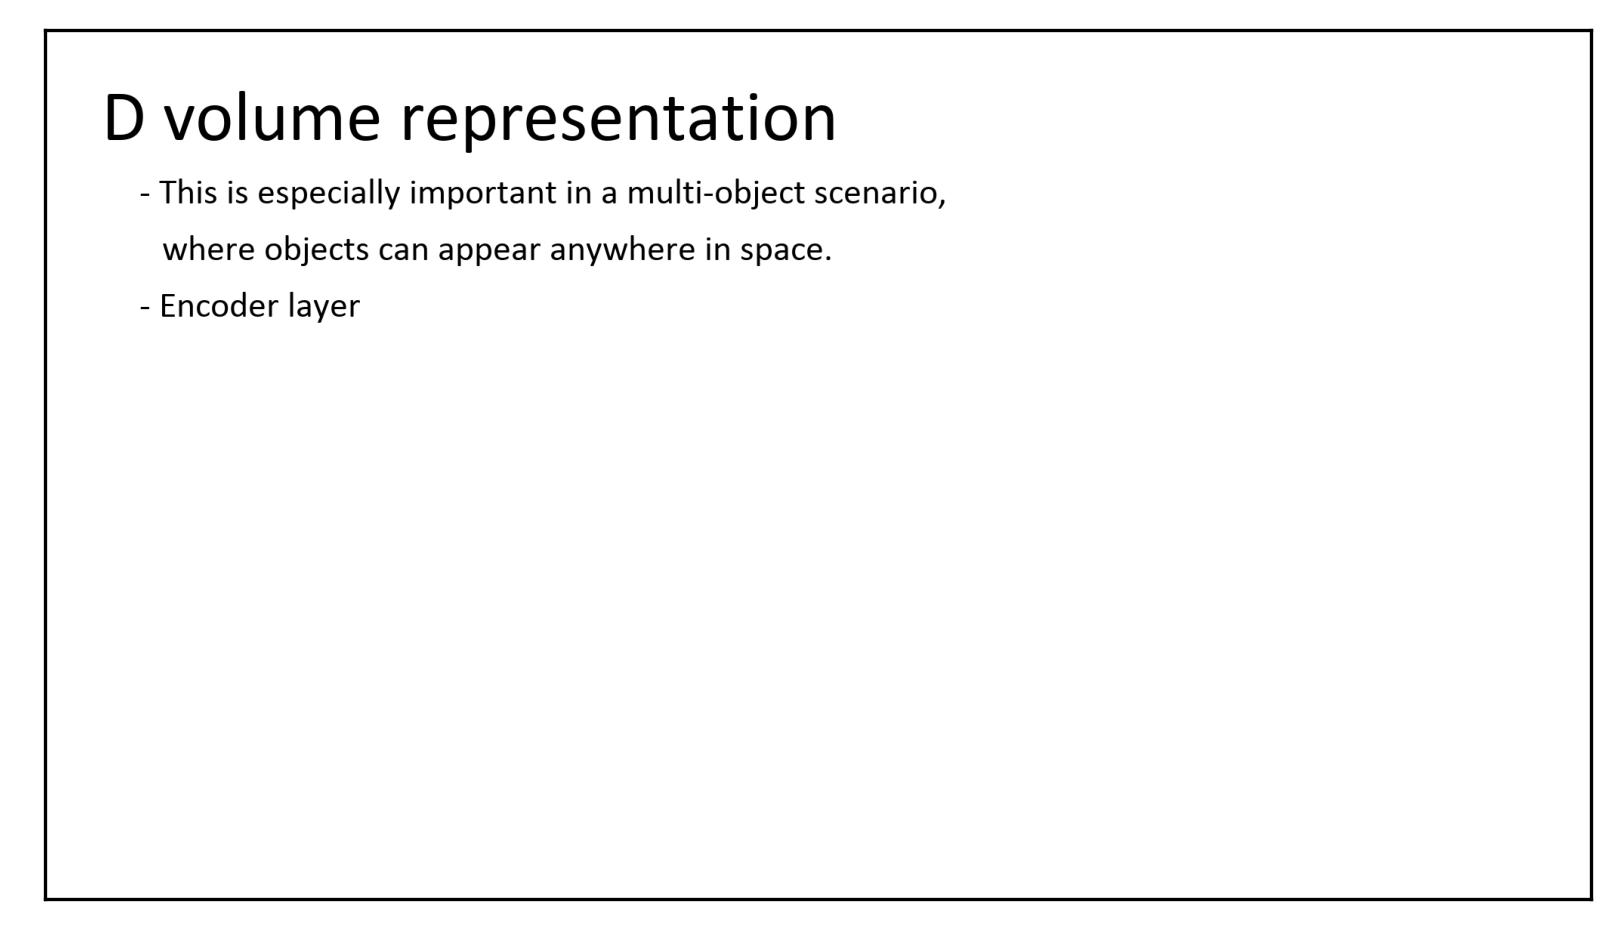 D volume representation
- This is especially important in a multi-object scenario,
where objects can appear anywhere in space.
- Encoder layer